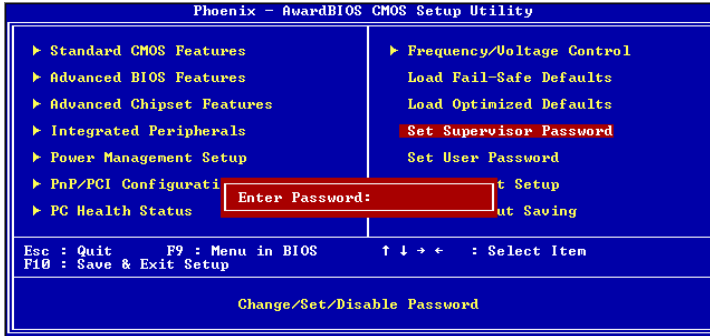 Phoenix - AwardBIOS CMOS Setup Utility
▶ Standard CMOS Features
▶ Advanced BIOS Features
▶ Advanced Chipset Features
▶ Integrated Peripherals
▶ Power Management Setup
▶ PnP/PCI Configurati
▶ PC Health Status
▶ Frequency/Voltage Control
Load Fail-Safe Defaults
Load Optimized Defaults
Set Supervisor Password
Set User Password
t Setup
ut Saving
Enter Password:
Esc : Quit F9 : Menu in BIOS ↑ ↓ → ← : Select Item
F10 : Save & Exit Setup
Change/Set/Disable Password